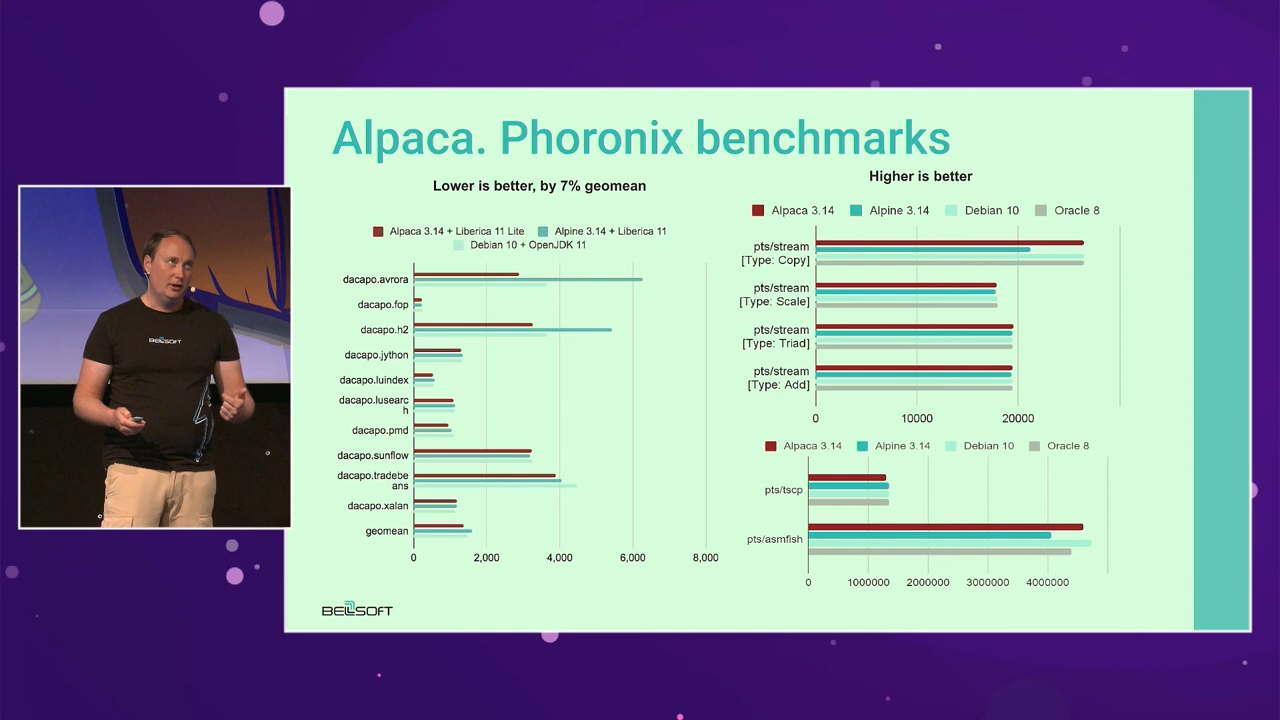 Alpaca. Phoronix benchmarks
Lower is better, by 7% geomean
Alpaca 3.14 + Liberica 11 Lite
Alpine 3.14 + Liberica 11
Debian 10 + OpenJDK 11
dacapo.avrora
dacapo.fop
dacapo.h2
dacapo.jython
dacapo.luindex
dacapo.lusearc
h
dacapo.pmd
dacapo.sunflow
dacapo.tradebe
ans
dacapo.xalan
geomean
0 2,000 4,000 6,000 8,000
Higher is better
Alpaca 3.14 Alpine 3.14 Debian 10 Oracle 8
pts/stream
[Type: Copy]
pts/stream
[Type: Scale]
pts/stream
[Type: Triad]
pts/stream
[Type: Add]
0 10000 20000
Alpaca 3.14 Alpine 3.14 Debian 10 Oracle 8
pts/tscp
pts/asmfish
0 1000000 2000000 3000000 4000000
BELLSOFT
BELLSOFT